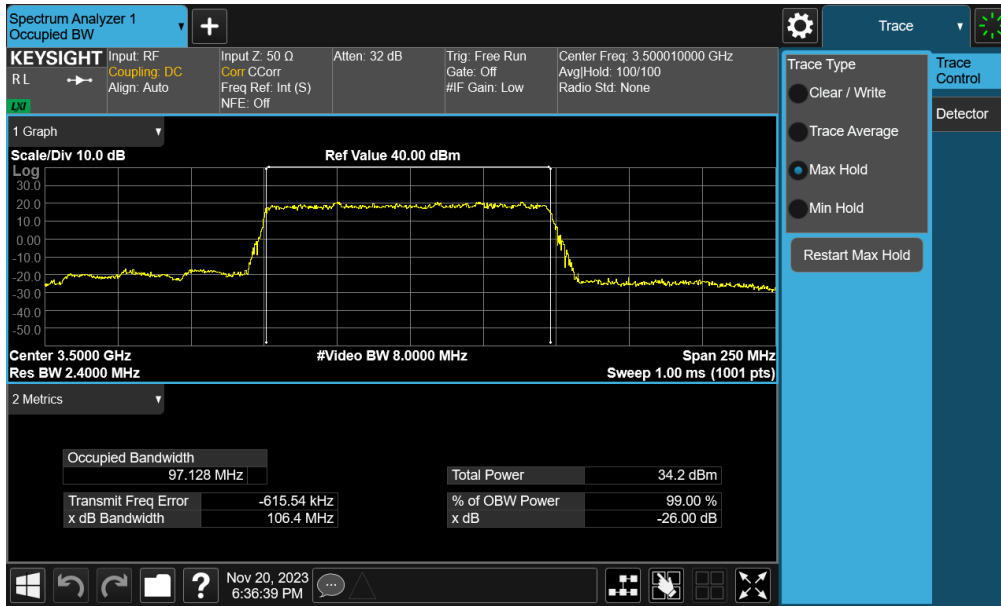 Spectrum Analyzer 1
Occupied BW
Trace
KEYSIGHT
R L
LXI
Input: RF
Coupling: DC
Align: Auto
Input Z: 50 Ω
Corr CCorr
Freq Ref: Int (S)
NFE: Off
Atten: 32 dB
Trig: Free Run
Gate: Off
#IF Gain: Low
Center Freq: 3.500010000 GHz
Avg|Hold: 100/100
Radio Std: None
Trace Type
Clear / Write
Trace Average
Max Hold
Min Hold
Restart Max Hold
Trace
Control
Detector
1 Graph
Scale/Div 10.0 dB
Ref Value 40.00 dBm
Log
30.0
20.0
10.0
0.00
-10.0
-20.0
-30.0
-40.0
-50.0
Center 3.5000 GHz
#Video BW 8.0000 MHz
Span 250 MHz
Res BW 2.4000 MHz
Sweep 1.00 ms (1001 pts)
2 Metrics
Occupied Bandwidth
97.128 MHz
Total Power 34.2 dBm
Transmit Freq Error -615.54 kHz
% of OBW Power 99.00 %
x dB Bandwidth 106.4 MHz
x dB -26.00 dB
?
Nov 20, 2023
6:36:39 PM